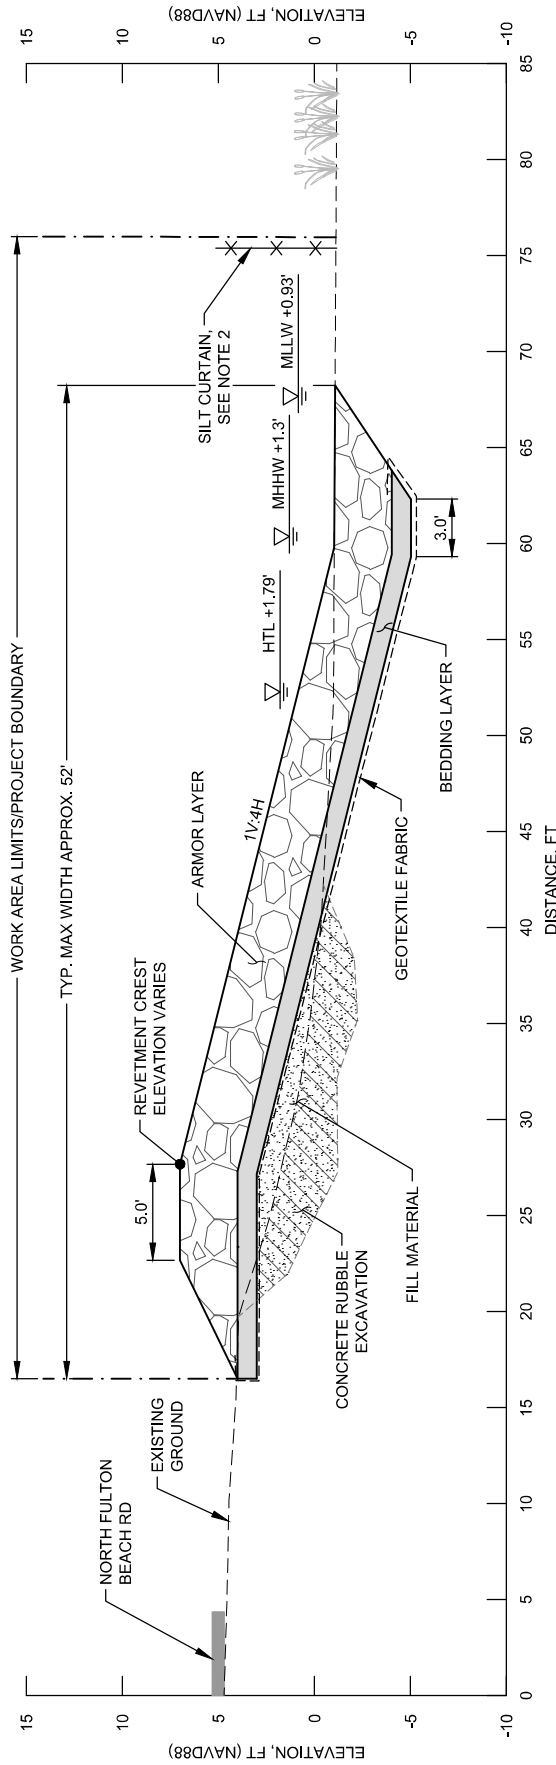 WORK AREA LIMITS/PROJECT BOUNDARY
TYP. MAX WIDTH APPROX. 52'
NORTH FULTON
BEACH RD
EXISTING
GROUND
5.0'
REVETMENT CREST
ELEVATION VARIES
ARMOR LAYER
1V:4H
HTL +1.79'
MHHW +1.3'
MLLW +0.93'
SILT CURTAIN,
SEE NOTE 2
CONCRETE RUBBLE
EXCAVATION
FILL MATERIAL
GEOTEXTILE FABRIC
BEDDING LAYER
3.0'
ELEVATION, FT (NAVD88)
15
10
5
0
-5
-10
ELEVATION, FT (NAVD88)
15
10
5
0
-5
-10
0
5
10
15
20
25
30
35
40
45
50
55
60
65
70
75
80
85
DISTANCE, FT